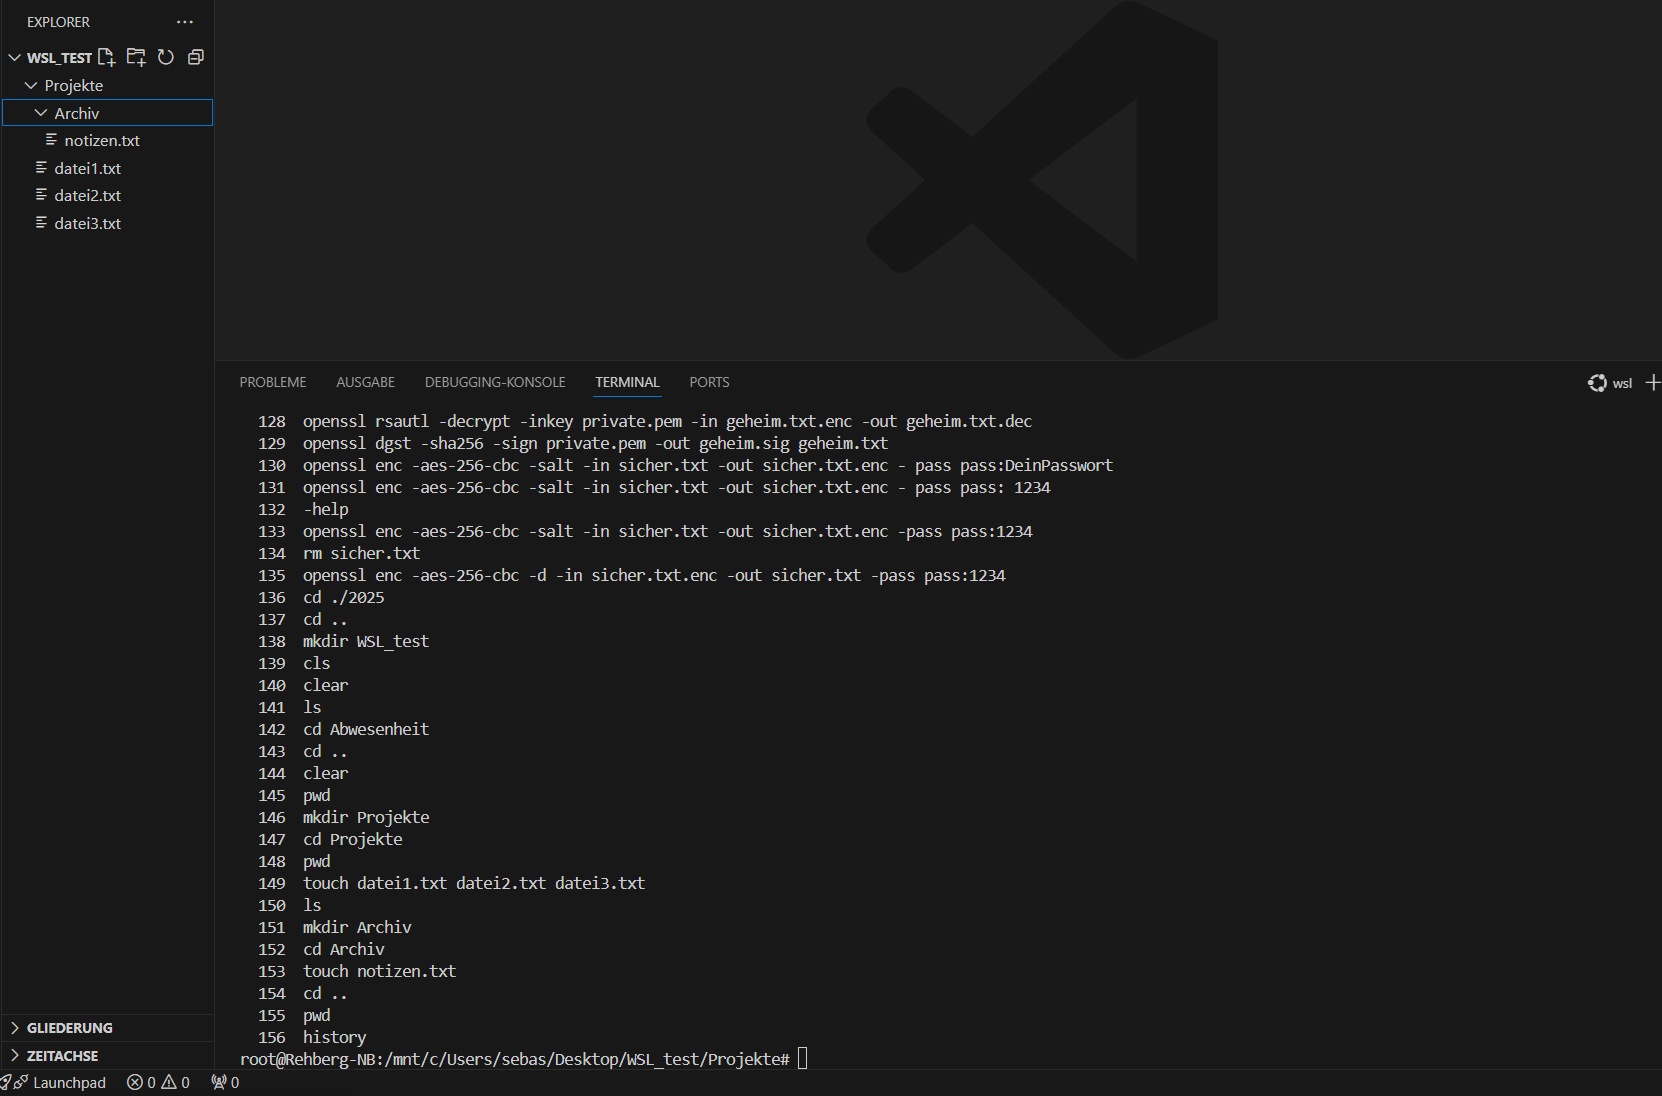 EXPLORER
WSL_TEST
Projekte
Archiv
notizen.txt
datei1.txt
datei2.txt
datei3.txt
GLIEDERUNG
ZEITACHSE
PROBLEME AUSGABE DEBUGGING-KONSOLE TERMINAL PORTS wsl
128 openssl rsautl -decrypt -inkey private.pem -in geheim.txt.enc -out geheim.txt.dec
129 openssl dgst -sha256 -sign private.pem -out geheim.sig geheim.txt
130 openssl enc -aes-256-cbc -salt -in sicher.txt -out sicher.txt.enc - pass pass:DeinPasswort
131 openssl enc -aes-256-cbc -salt -in sicher.txt -out sicher.txt.enc - pass pass: 1234
132 -help
133 openssl enc -aes-256-cbc -salt -in sicher.txt -out sicher.txt.enc -pass pass:1234
134 rm sicher.txt
135 openssl enc -aes-256-cbc -d -in sicher.txt.enc -out sicher.txt -pass pass:1234
136 cd ./2025
137 cd ..
138 mkdir WSL_test
139 cls
140 clear
141 ls
142 cd Abwesenheit
143 cd ..
144 clear
145 pwd
146 mkdir Projekte
147 cd Projekte
148 pwd
149 touch datei1.txt datei2.txt datei3.txt
150 ls
151 mkdir Archiv
152 cd Archiv
153 touch notizen.txt
154 cd ..
155 pwd
156 history
root@Rehberg-NB:/mnt/c/Users/sebas/Desktop/WSL_test/Projekte#
Launchpad 0 0 0